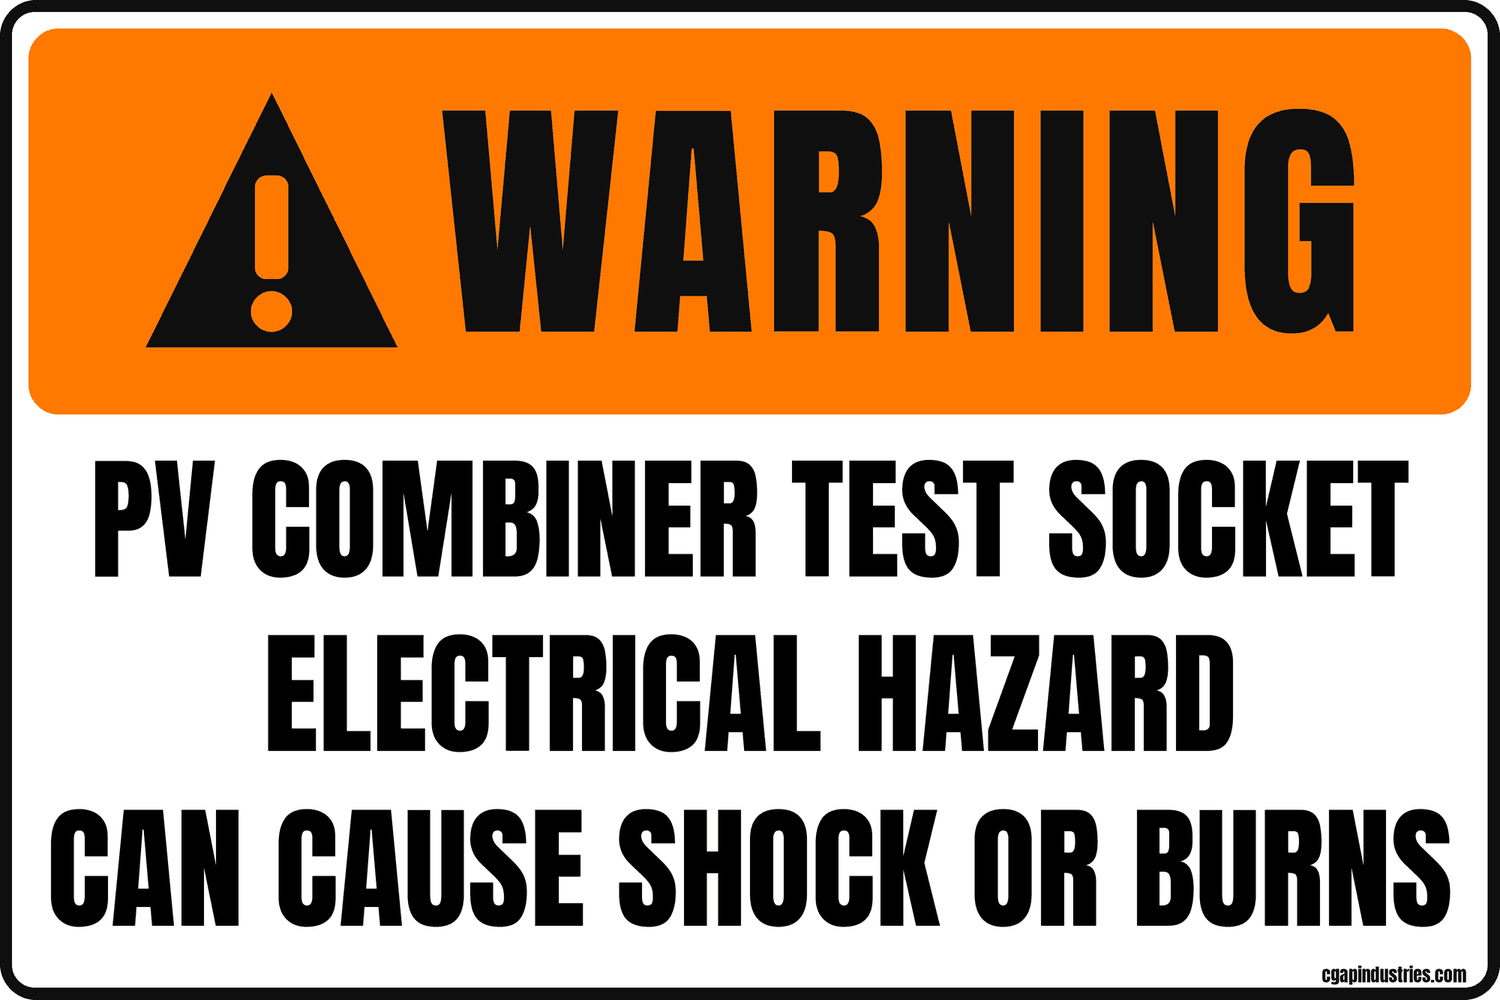 WARNING
PV COMBINER TEST SOCKET
ELECTRICAL HAZARD
CAN CAUSE SHOCK OR BURNS
cgapindustries.com